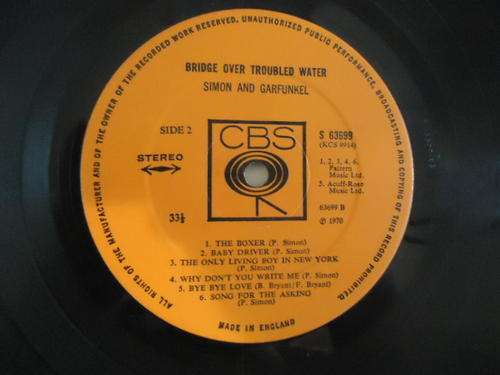 ALL RIGHTS OF THE MANUFACTURER AND OF THE OWNER OF THE RECORDED WORK RESERVED. UNAUTHORIZED PUBLIC PERFORMANCE, BROADCASTING AND COPYING OF THIS RECORD PROHIBITED.
BRIDGE OVER TROUBLED WATER
SIMON AND GARFUNKEL
SIDE 2
CBS
S 63699
(KCS 9914)
STEREO
1, 2, 3, 4, 6,
Pattern
Music Ltd.
5. Acuff-Rose
Music Ltd.
63699 B
33⅓
℗ 1970
1. THE BOXER (P. Simon)
2. BABY DRIVER (P. Simon)
3. THE ONLY LIVING BOY IN NEW YORK
(P. Simon)
4. WHY DON'T YOU WRITE ME (P. Simon)
5. BYE BYE LOVE (B. Bryant/F. Bryant)
6. SONG FOR THE ASKING
(P. Simon)
MADE IN ENGLAND